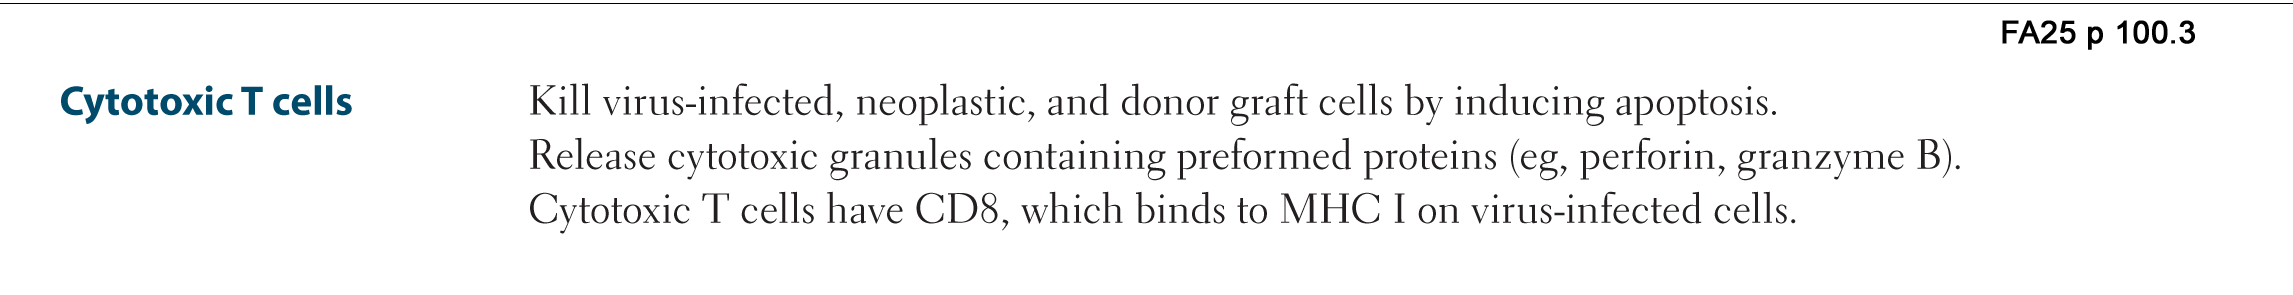 FA25 p 100.3
Cytotoxic T cells
Kill virus-infected, neoplastic, and donor graft cells by inducing apoptosis.
Release cytotoxic granules containing preformed proteins (eg, perforin, granzyme B).
Cytotoxic T cells have CD8, which binds to MHC I on virus-infected cells.